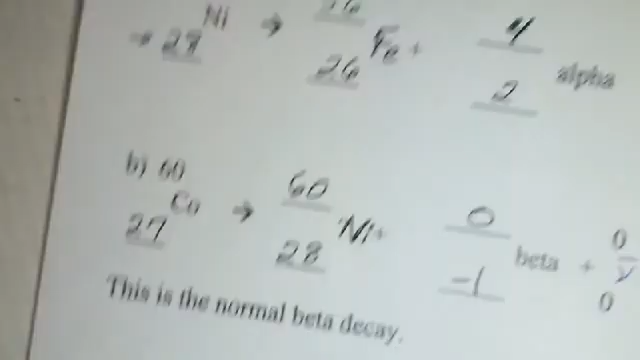 Ni → Fe + 4
→ 28 26 2 alpha
b) 60 60 0 0
Co → Ni + beta + γ
27 28 -1 0
This is the normal beta decay.